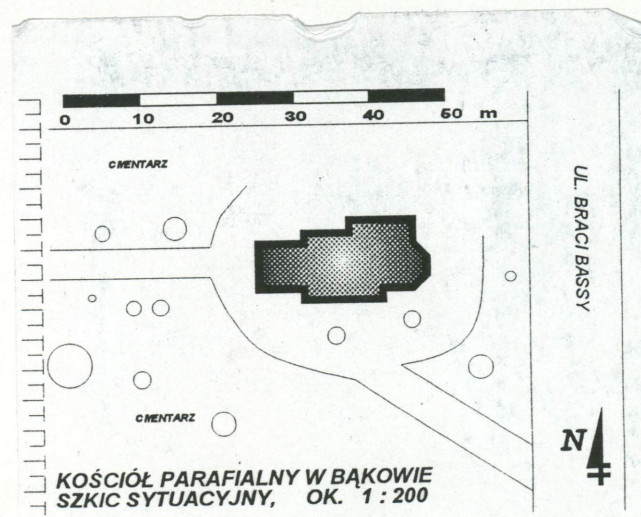 0 10 20 30 40 50 m
CMENTARZ
UL. BRACI BASSY
CMENTARZ
N
KOŚCIÓŁ PARAFIALNY W BĄKOWIE
SZKIC SYTUACYJNY, OK. 1 : 200